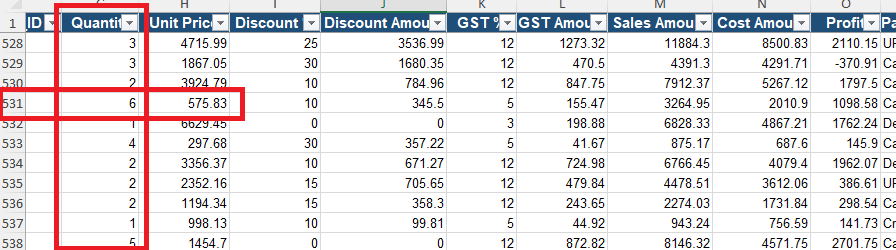 G H I J K L M N O
1 ID Quantit Unit Pric Discount Discount Amou GST % GST Amou Sales Amou Cost Amou Profit Pa
528 3 4715.99 25 3536.99 12 1273.32 11884.3 8500.83 2110.15 UP
529 3 1867.05 30 1680.35 12 470.5 4391.3 4291.71 -370.91 Ca
530 2 3924.79 10 784.96 12 847.75 7912.37 5267.12 1797.5 Ca
531 6 575.83 10 345.5 5 155.47 3264.95 2010.9 1098.58 Ca
532 1 6629.45 0 0 3 198.88 6828.33 4867.21 1762.24 De
533 4 297.68 30 357.22 5 41.67 875.17 687.6 145.9 Ca
534 2 3356.37 10 671.27 12 724.98 6766.45 4079.4 1962.07 De
535 2 2352.16 15 705.65 12 479.84 4478.51 3612.06 386.61 UP
536 2 1194.34 15 358.3 12 243.65 2274.03 1731.84 298.54 Ca
537 1 998.13 10 99.81 5 44.92 943.24 756.59 141.73 Cr
538 5 1454.7 0 0 12 872.82 8146.32 4571.75 2701.75 Ca